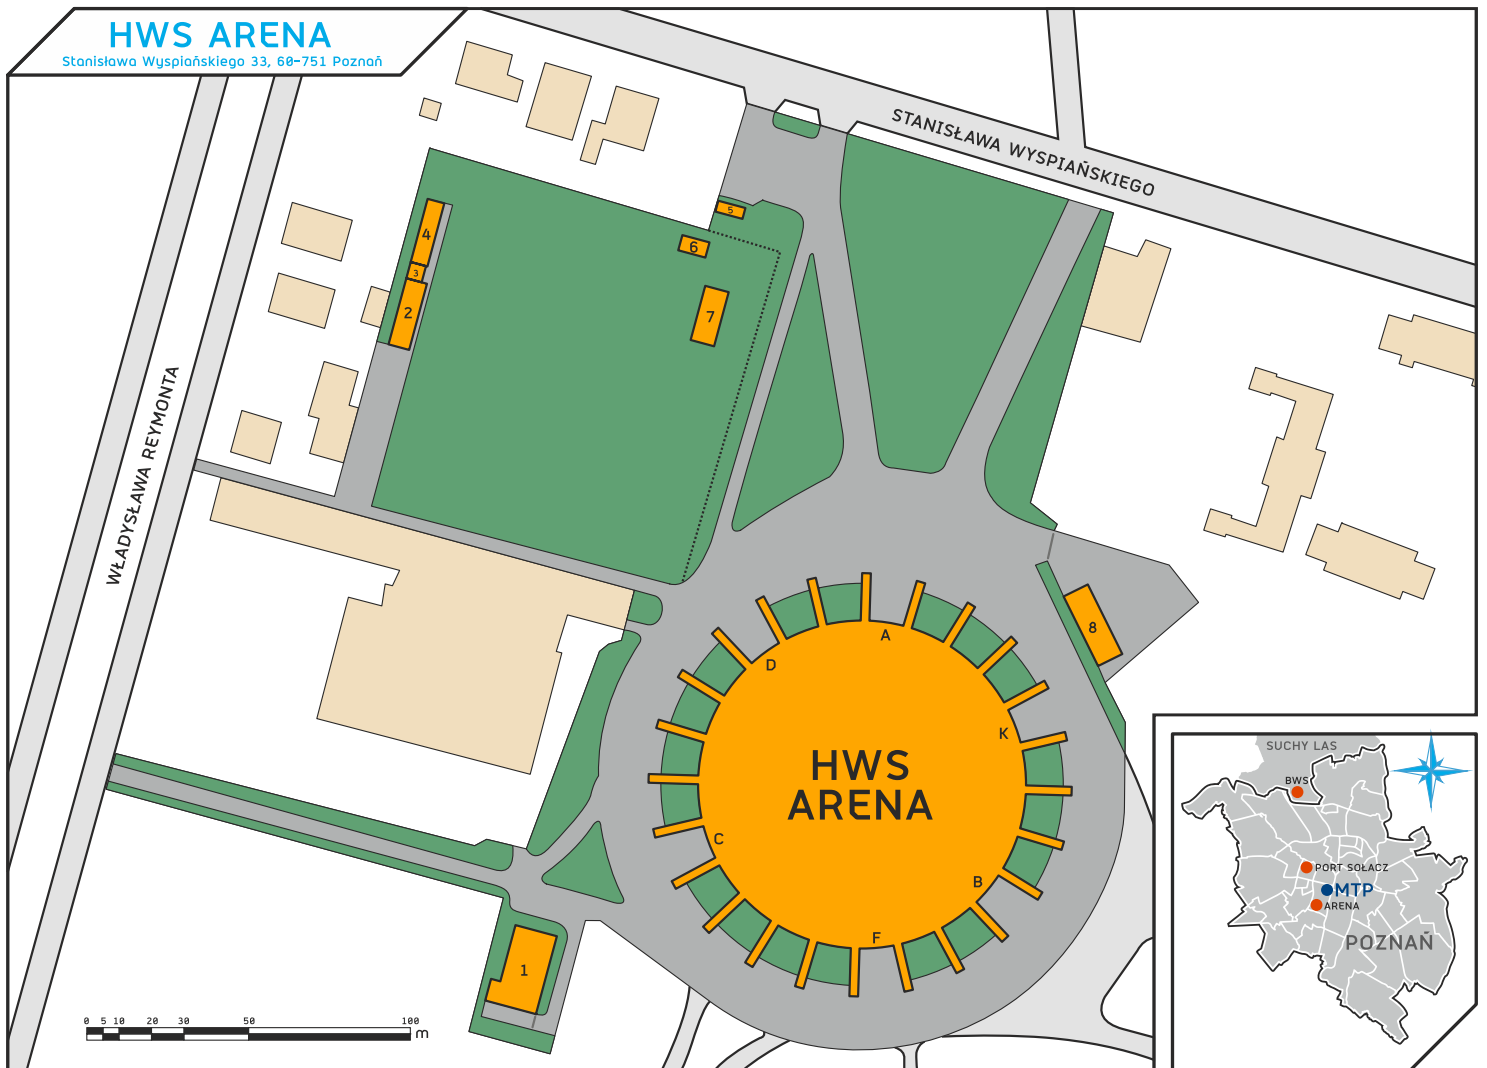 HWS ARENA
Stanisława Wyspiańskiego 33, 60-751 Poznań
STANISŁAWA WYSPIAŃSKIEGO
WŁADYSŁAWA REYMONTA
5
4
6
3
2
7
8
A
D
K
HWS
ARENA
C
B
F
1
0 5 10 20 30 50 100
m
SUCHY LAS
BWS
PORT SOŁACZ
MTP
ARENA
POZNAŃ